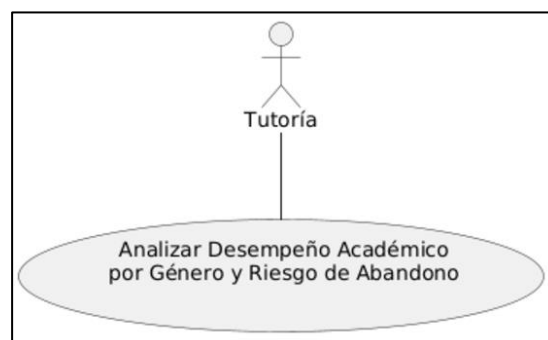 Tutoría
Analizar Desempeño Académico
por Género y Riesgo de Abandono